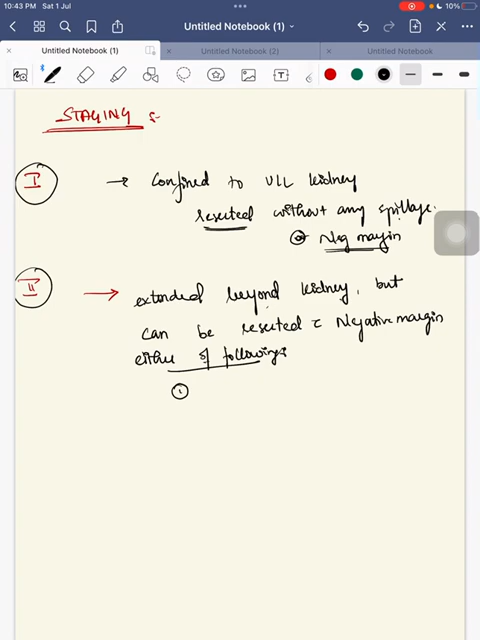 10:43 PM Sat 1 Jul
10%
Untitled Notebook (1)
Untitled Notebook (1)
Untitled Notebook (2)
Untitled Notebook
STAGING
I → Confined to U/L kidney
resected without any spillage.
Neg margin
II → extended beyond kidney, but
can be resected c Negative margin
either of followings
1